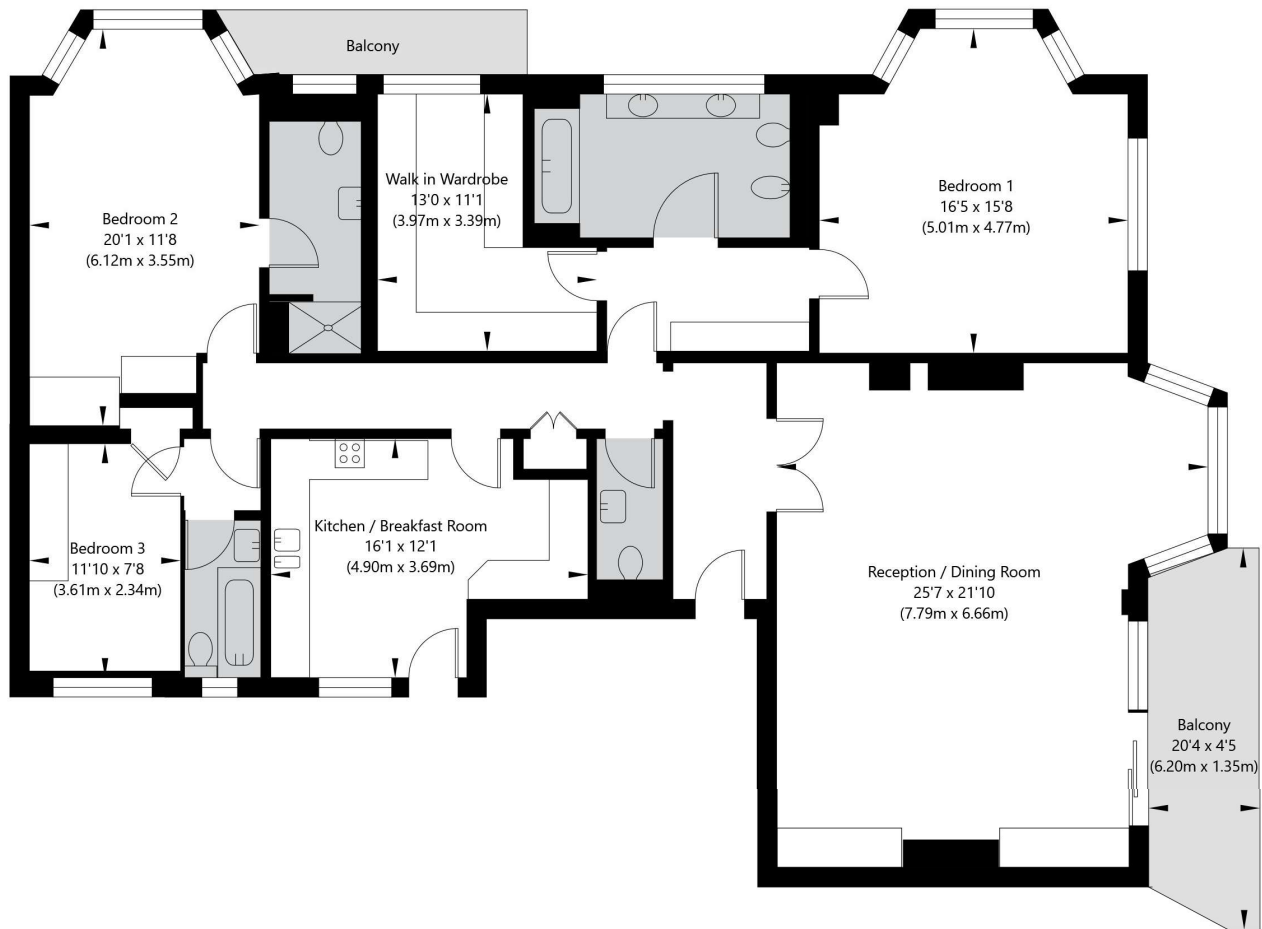 Balcony
Bedroom 2
20'1 x 11'8
(6.12m x 3.55m)
Walk in Wardrobe
13'0 x 11'1
(3.97m x 3.39m)
Bedroom 1
16'5 x 15'8
(5.01m x 4.77m)
Bedroom 3
11'10 x 7'8
(3.61m x 2.34m)
Kitchen / Breakfast Room
16'1 x 12'1
(4.90m x 3.69m)
Reception / Dining Room
25'7 x 21'10
(7.79m x 6.66m)
Balcony
20'4 x 4'5
(6.20m x 1.35m)